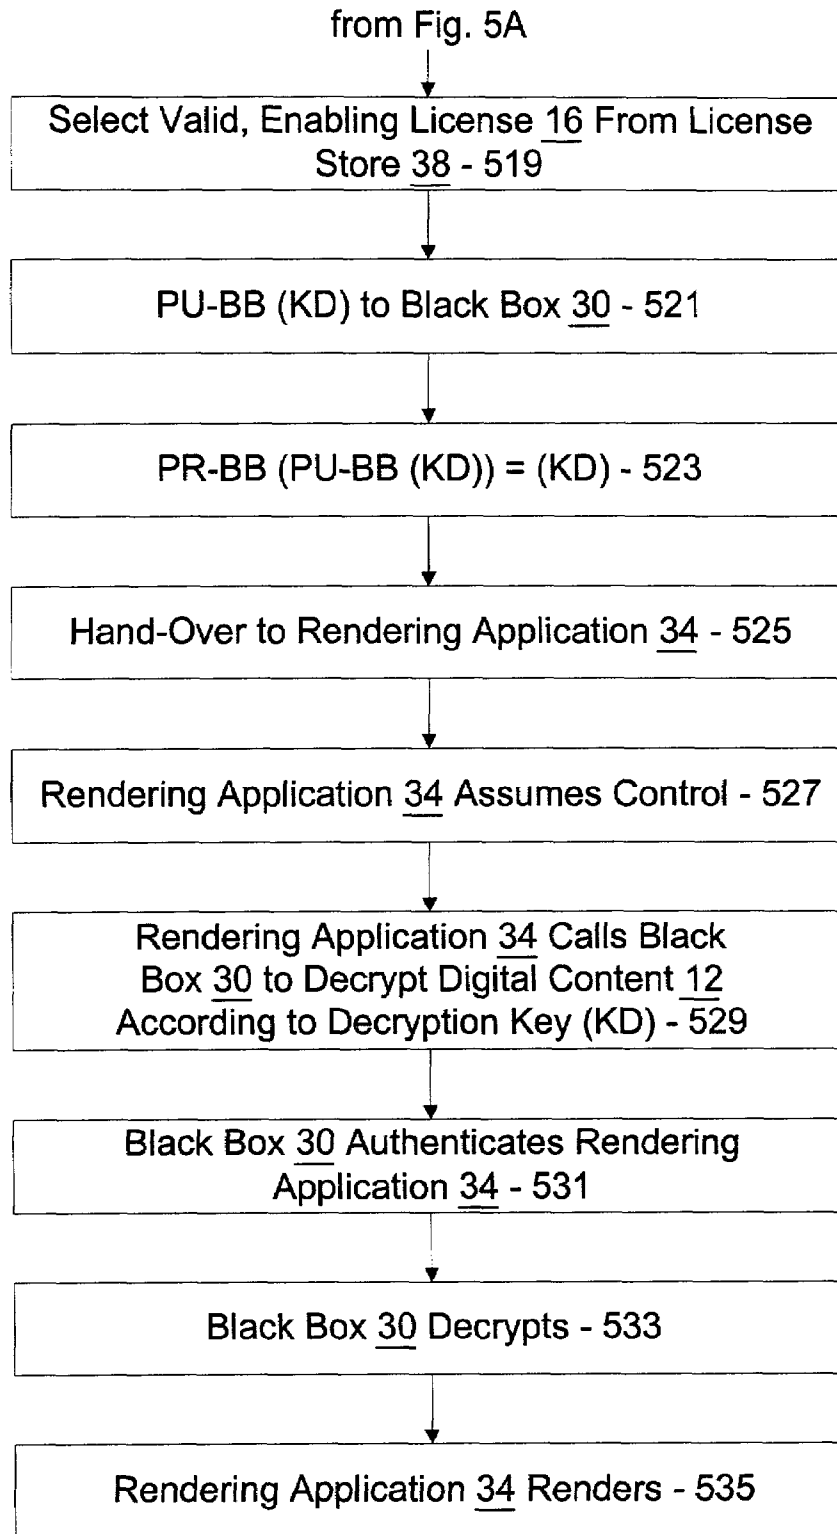 from Fig. 5A
Select Valid, Enabling License 16 From License
Store 38 - 519
PU-BB (KD) to Black Box 30 - 521
PR-BB (PU-BB (KD)) = (KD) - 523
Hand-Over to Rendering Application 34 - 525
Rendering Application 34 Assumes Control - 527
Rendering Application 34 Calls Black
Box 30 to Decrypt Digital Content 12
According to Decryption Key (KD) - 529
Black Box 30 Authenticates Rendering
Application 34 - 531
Black Box 30 Decrypts - 533
Rendering Application 34 Renders - 535